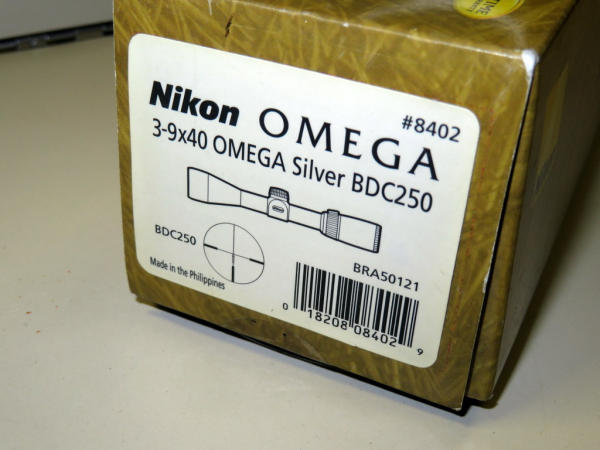 Nikon OMEGA
#8402
3-9x40 OMEGA Silver BDC250
BDC250
BRA50121
Made in the Philippines
0 18208 08402 9